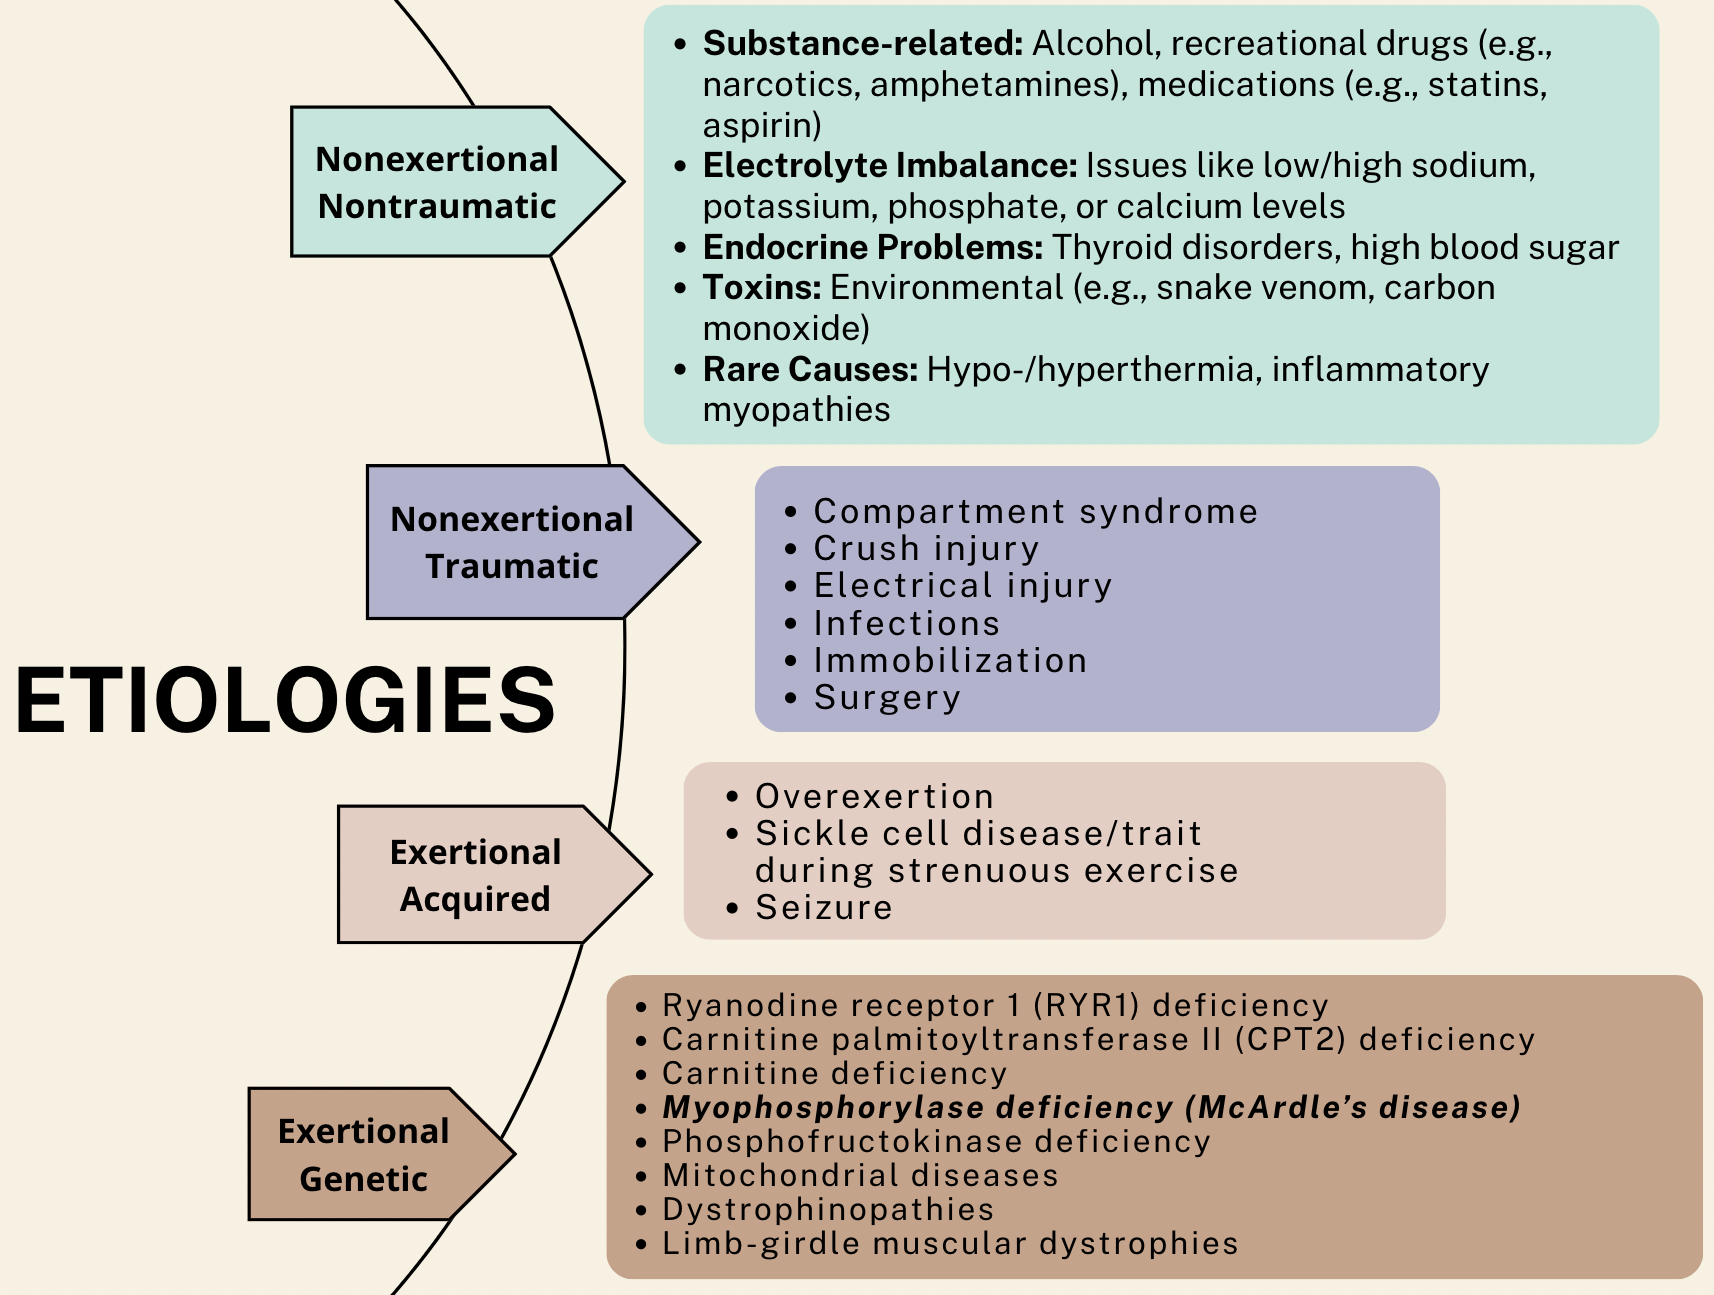 ETIOLOGIES
Nonexertional
Nontraumatic
• Substance-related: Alcohol, recreational drugs (e.g.,
narcotics, amphetamines), medications (e.g., statins,
aspirin)
• Electrolyte Imbalance: Issues like low/high sodium,
potassium, phosphate, or calcium levels
• Endocrine Problems: Thyroid disorders, high blood sugar
• Toxins: Environmental (e.g., snake venom, carbon
monoxide)
• Rare Causes: Hypo-/hyperthermia, inflammatory
myopathies
Nonexertional
Traumatic
• Compartment syndrome
• Crush injury
• Electrical injury
• Infections
• Immobilization
• Surgery
Exertional
Acquired
• Overexertion
• Sickle cell disease/trait
during strenuous exercise
• Seizure
Exertional
Genetic
• Ryanodine receptor 1 (RYR1) deficiency
• Carnitine palmitoyltransferase II (CPT2) deficiency
• Carnitine deficiency
• Myophosphorylase deficiency (McArdle’s disease)
• Phosphofructokinase deficiency
• Mitochondrial diseases
• Dystrophinopathies
• Limb-girdle muscular dystrophies